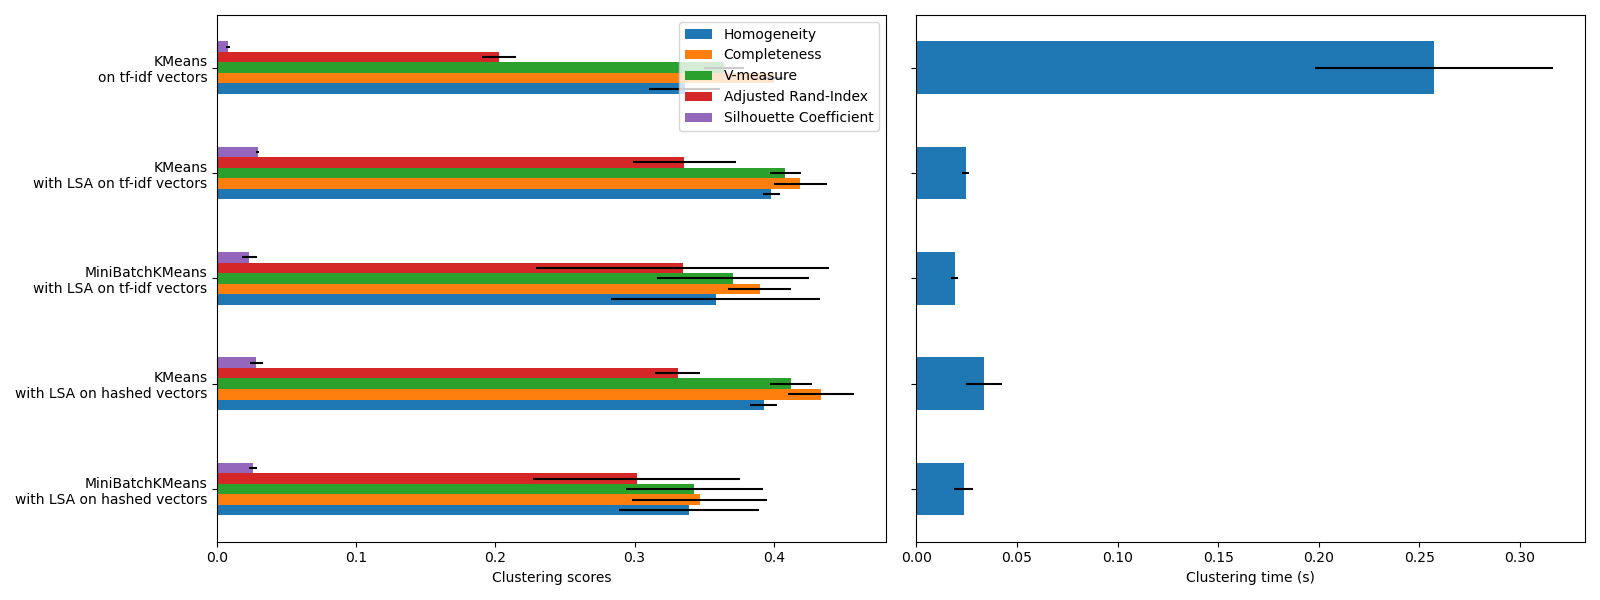 Homogeneity
Completeness
V-measure
Adjusted Rand-Index
Silhouette Coefficient
KMeans
on tf-idf vectors
KMeans
with LSA on tf-idf vectors
MiniBatchKMeans
with LSA on tf-idf vectors
KMeans
with LSA on hashed vectors
MiniBatchKMeans
with LSA on hashed vectors
0.0 0.1 0.2 0.3 0.4
Clustering scores
0.00 0.05 0.10 0.15 0.20 0.25 0.30
Clustering time (s)